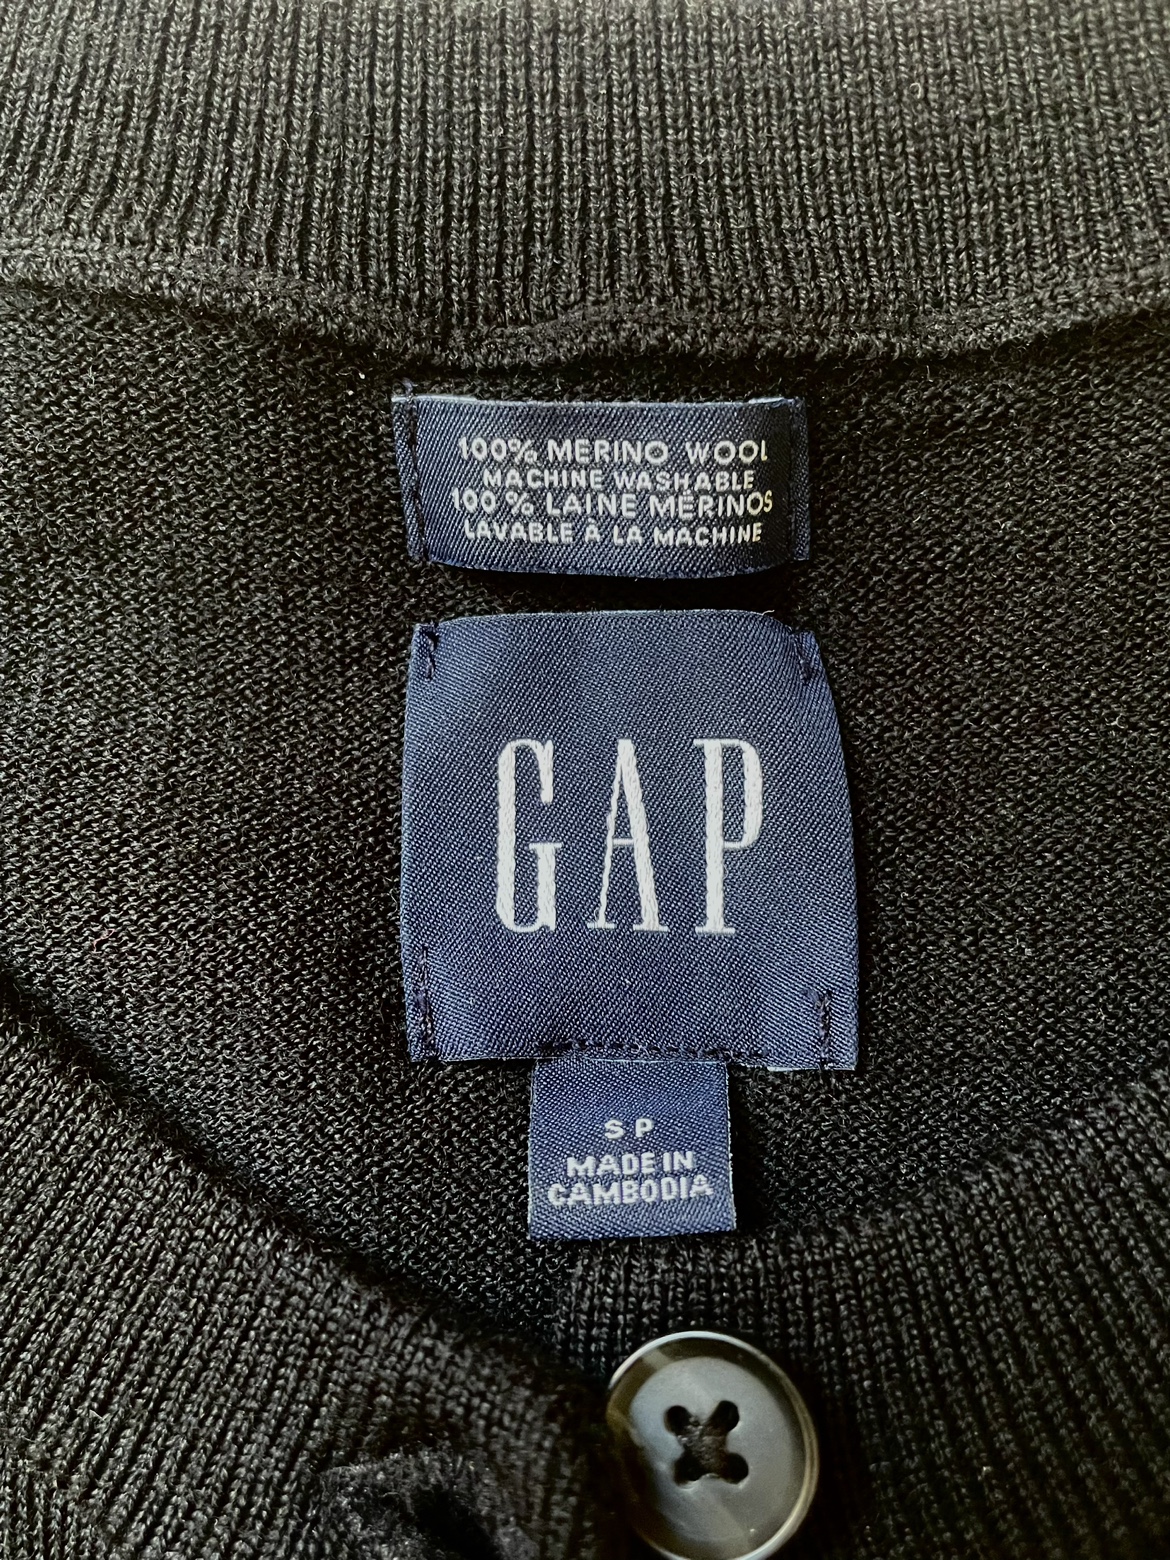 100% MERINO WOOL
MACHINE WASHABLE
100 % LAINE MÉRINOS
LAVABLE À LA MACHINE
GAP
S P
MADE IN
CAMBODIA